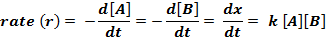 rate (r) = −d[A]/dt = −d[B]/dt = dx/dt = k [A][B]